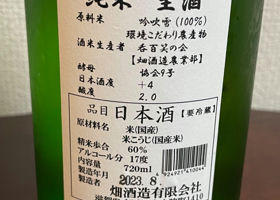 純米 生酒
原料米 吟吹雪(100%)
環境こだわり農産物
酒米生産者 呑百笑の会
【畑酒造農業部】
酵母 協会9号
日本酒度 +4
酸度 2.0
品目 日本酒 【要冷蔵】
原材料名 米(国産)
米こうじ(国産米)
精米歩合 60%
アルコール分 17度
内容量 720ml
製造年月 2023.8
製造者
畑酒造有限会社
4924921410044